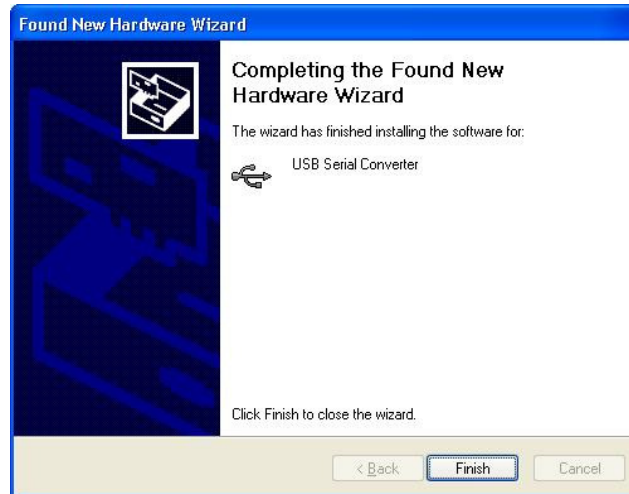 Found New Hardware Wizard
Completing the Found New
Hardware Wizard
The wizard has finished installing the software for:
USB Serial Converter
Click Finish to close the wizard.
< Back
Finish
Cancel